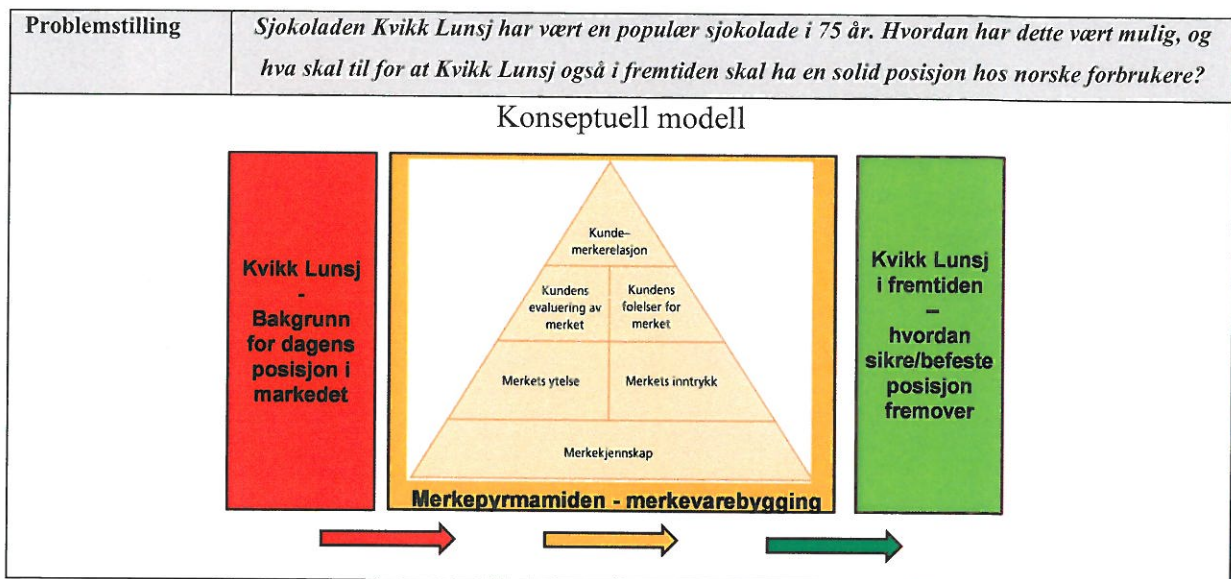 Problemstilling
Sjokoladen Kvikk Lunsj har vært en populær sjokolade i 75 år. Hvordan har dette vært mulig, og
hva skal til for at Kvikk Lunsj også i fremtiden skal ha en solid posisjon hos norske forbrukere?
Konseptuell modell
Kvikk Lunsj
-
Bakgrunn
for dagens
posisjon i
markedet
Kunde–
merkerelasjon
Kundens
evaluering av
merket
Kundens
følelser for
merket
Merkets ytelse
Merkets inntrykk
Merkekjennskap
Merkepyrmamiden - merkevarebygging
Kvikk Lunsj
i fremtiden
–
hvordan
sikre/befeste
posisjon
fremover